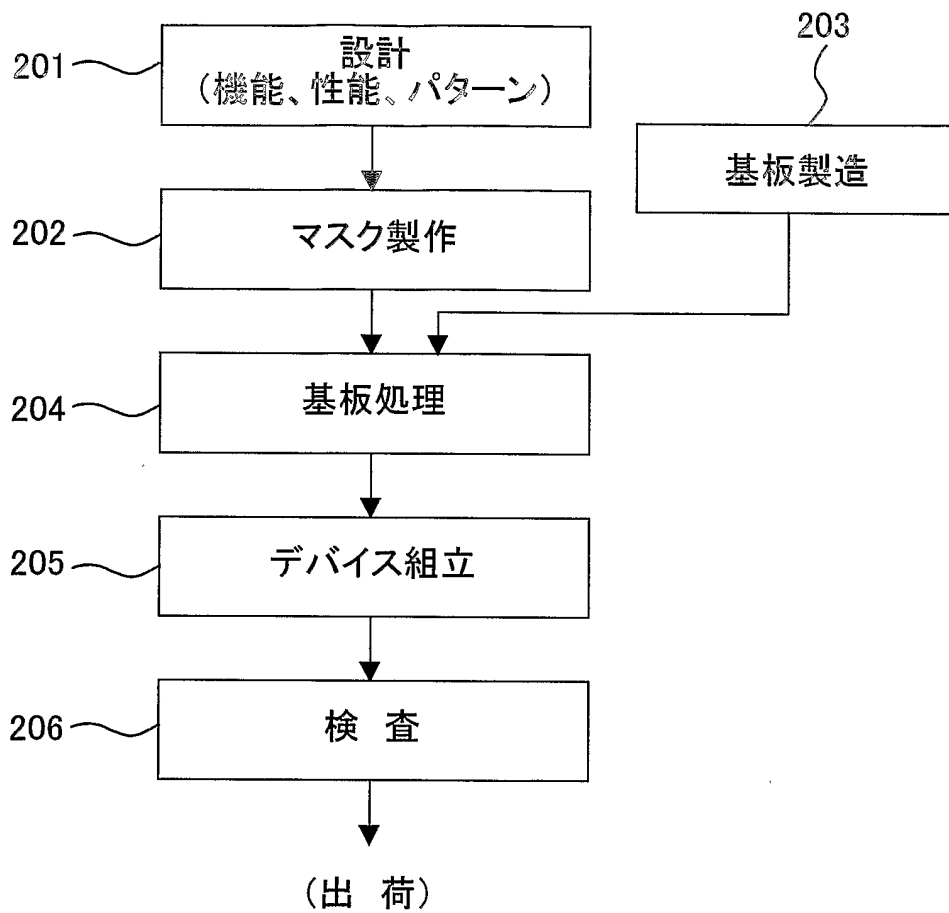 201
設計
(機能、性能、パターン)
203
基板製造
202
マスク製作
204
基板処理
205
デバイス組立
206
検 査
(出 荷)